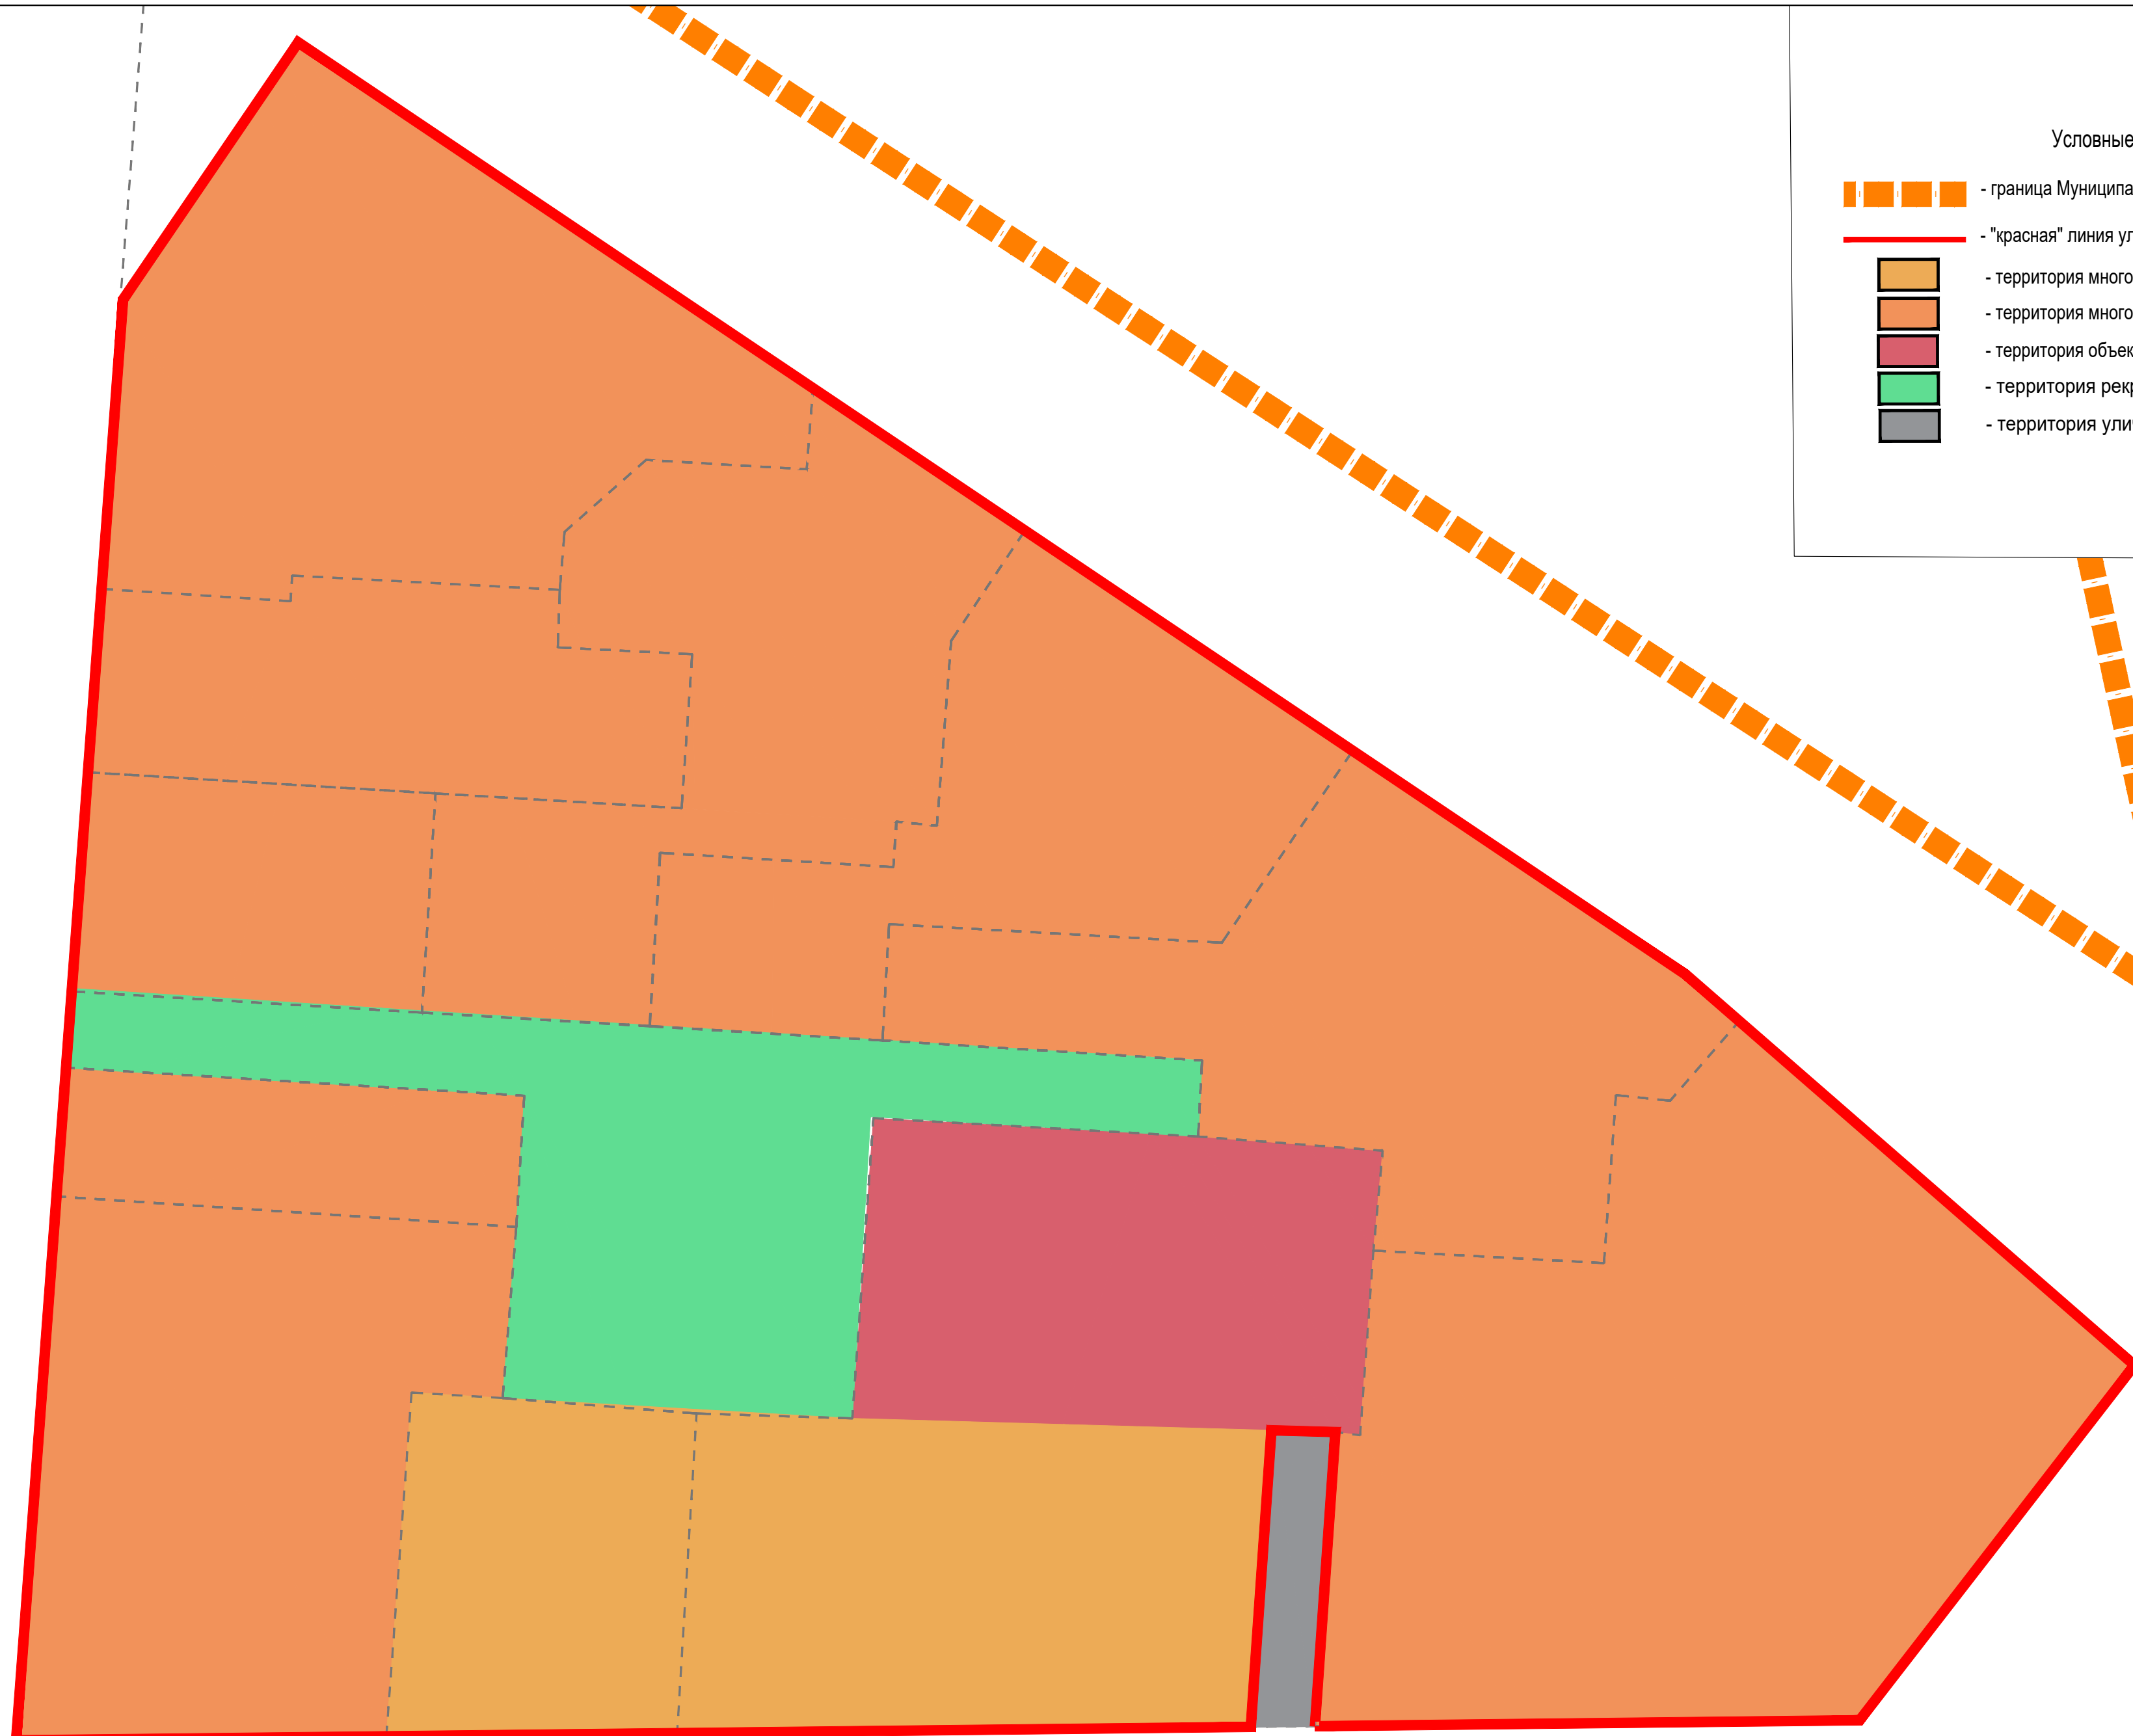 Условные
- граница Муниципа
- "красная" линия ул
- территория много
- территория много
- территория объек
- территория рекр
- территория ули